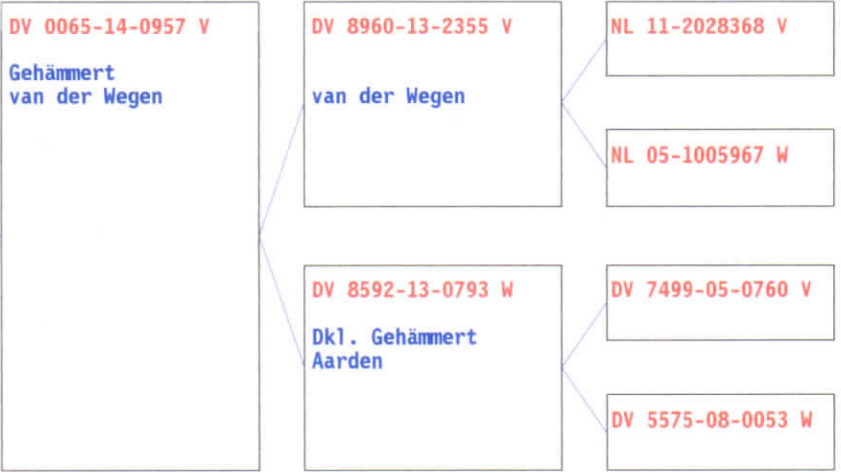 DV 0065-14-0957 V
Gehämmert
van der Wegen
DV 8960-13-2355 V
van der Wegen
NL 11-2028368 V
NL 05-1005967 W
DV 8592-13-0793 W
Dkl. Gehämmert
Aarden
DV 7499-05-0760 V
DV 5575-08-0053 W